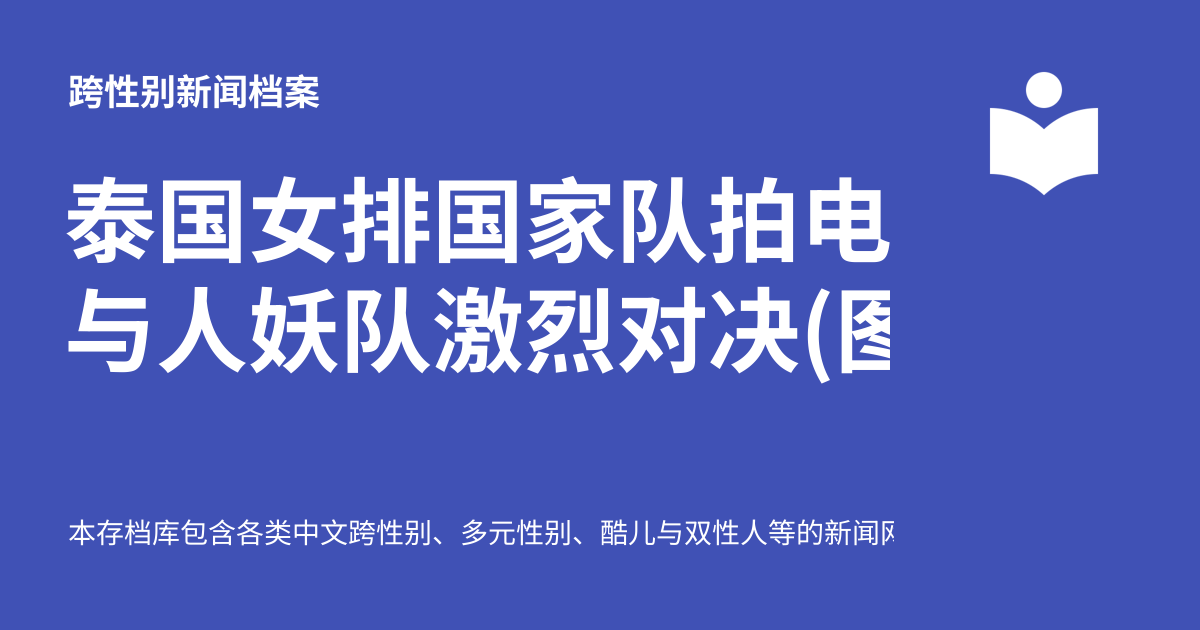 跨性别新闻档案
泰国女排国家队拍电
与人妖队激烈对决(图
本存档库包含各类中文跨性别、多元性别、酷儿与双性人等的新闻网